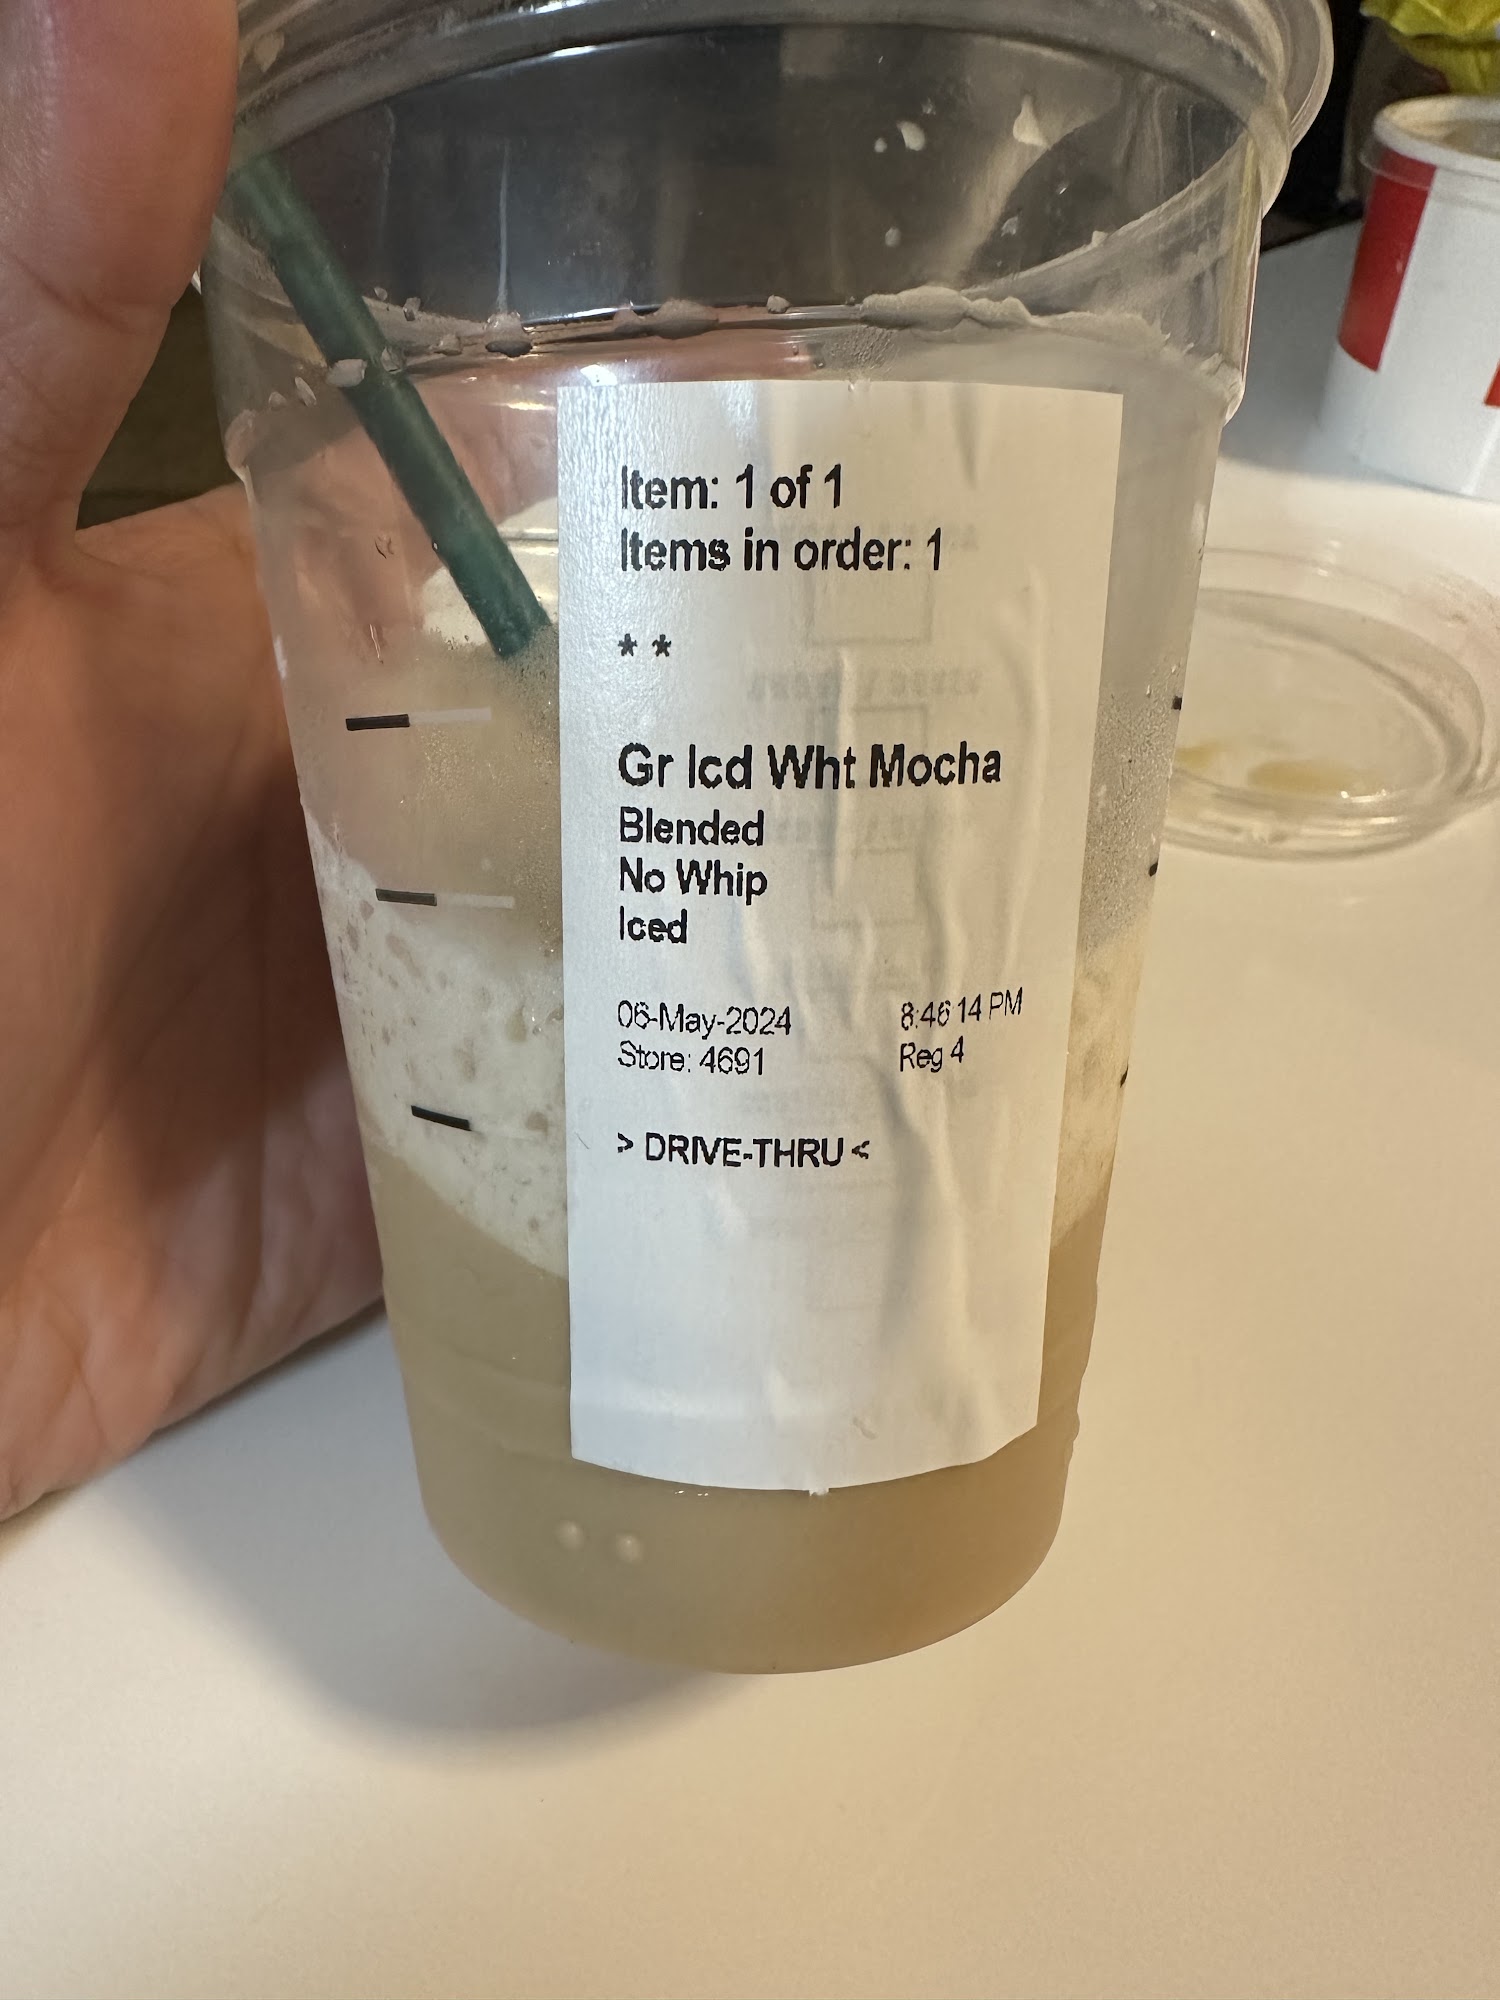 Item: 1 of 1
Items in order: 1
* *
Gr Icd Wht Mocha
Blended
No Whip
Iced
06-May-2024 8:46:14 PM
Store: 4691 Reg 4
> DRIVE-THRU <